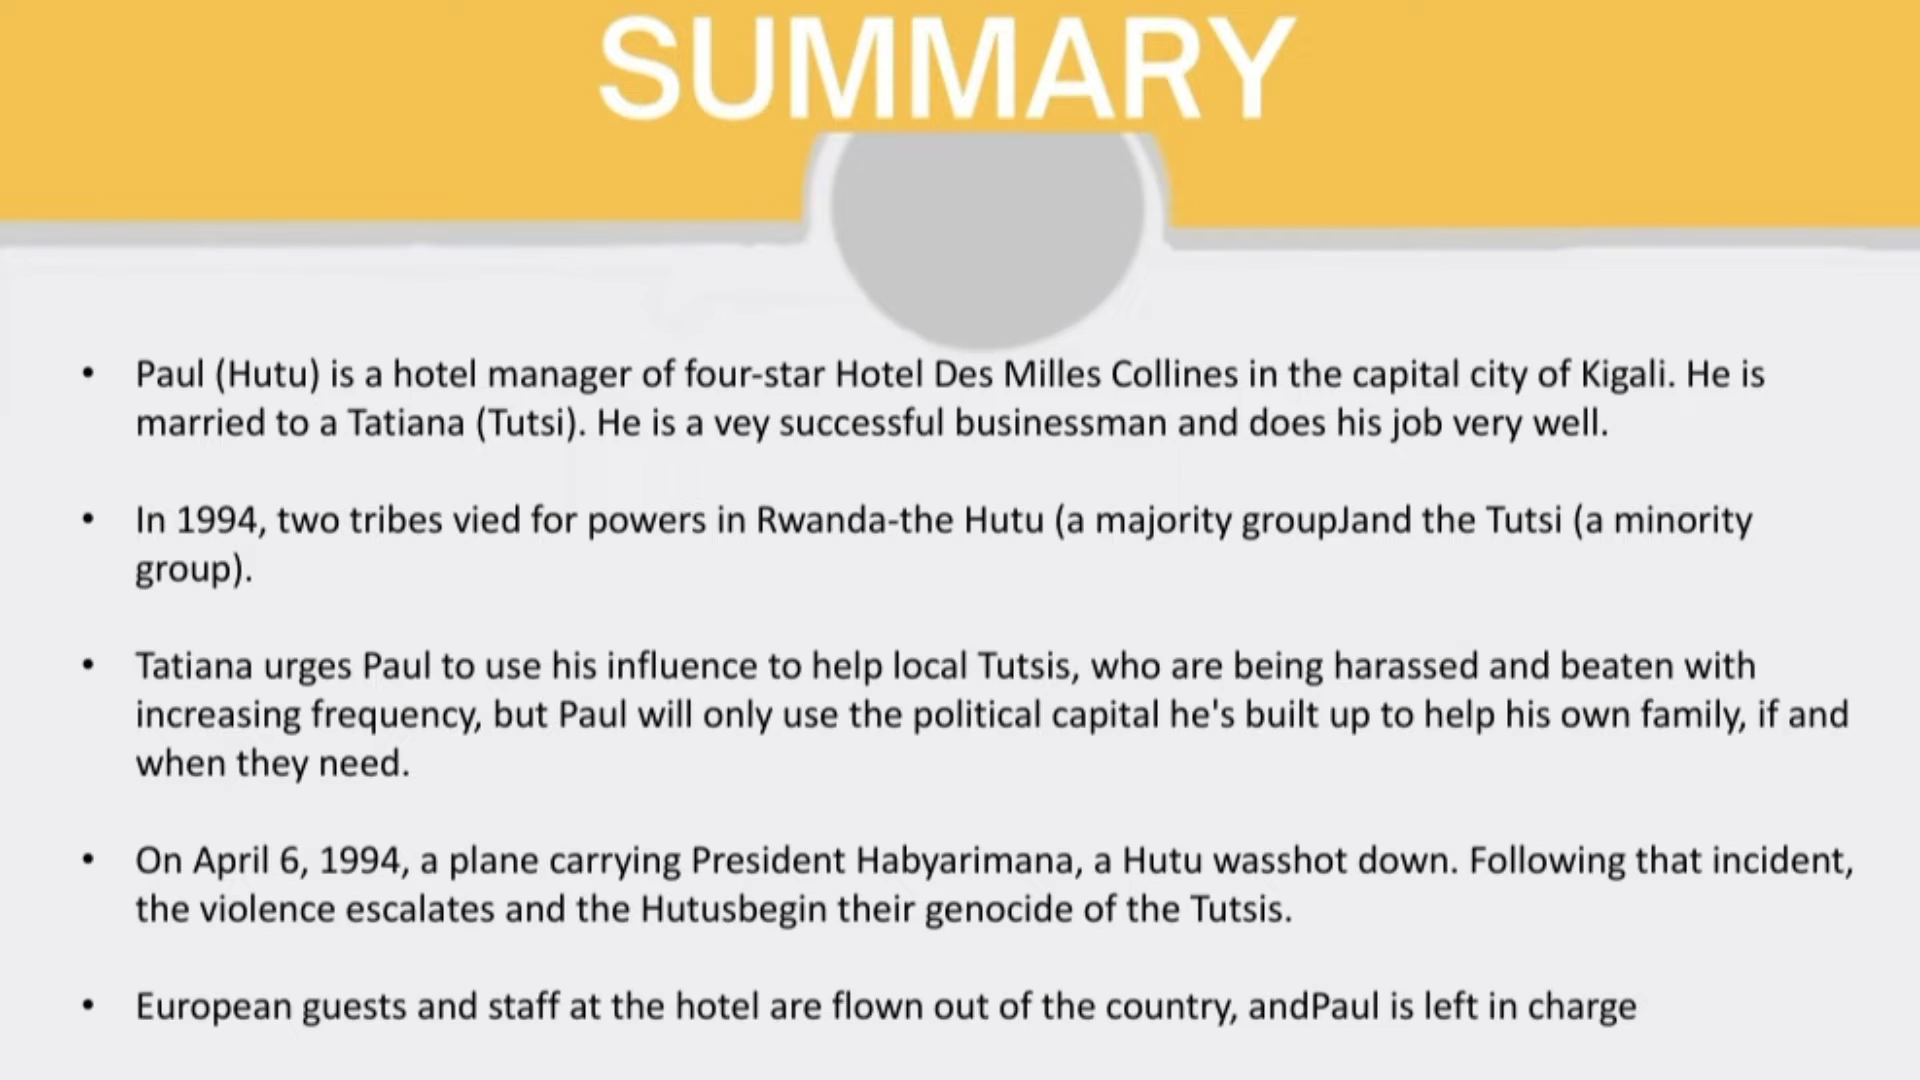 SUMMARY
• Paul (Hutu) is a hotel manager of four-star Hotel Des Milles Collines in the capital city of Kigali. He is
married to a Tatiana (Tutsi). He is a vey successful businessman and does his job very well.
• In 1994, two tribes vied for powers in Rwanda-the Hutu (a majority groupJand the Tutsi (a minority
group).
• Tatiana urges Paul to use his influence to help local Tutsis, who are being harassed and beaten with
increasing frequency, but Paul will only use the political capital he's built up to help his own family, if and
when they need.
• On April 6, 1994, a plane carrying President Habyarimana, a Hutu wasshot down. Following that incident,
the violence escalates and the Hutusbegin their genocide of the Tutsis.
• European guests and staff at the hotel are flown out of the country, andPaul is left in charge